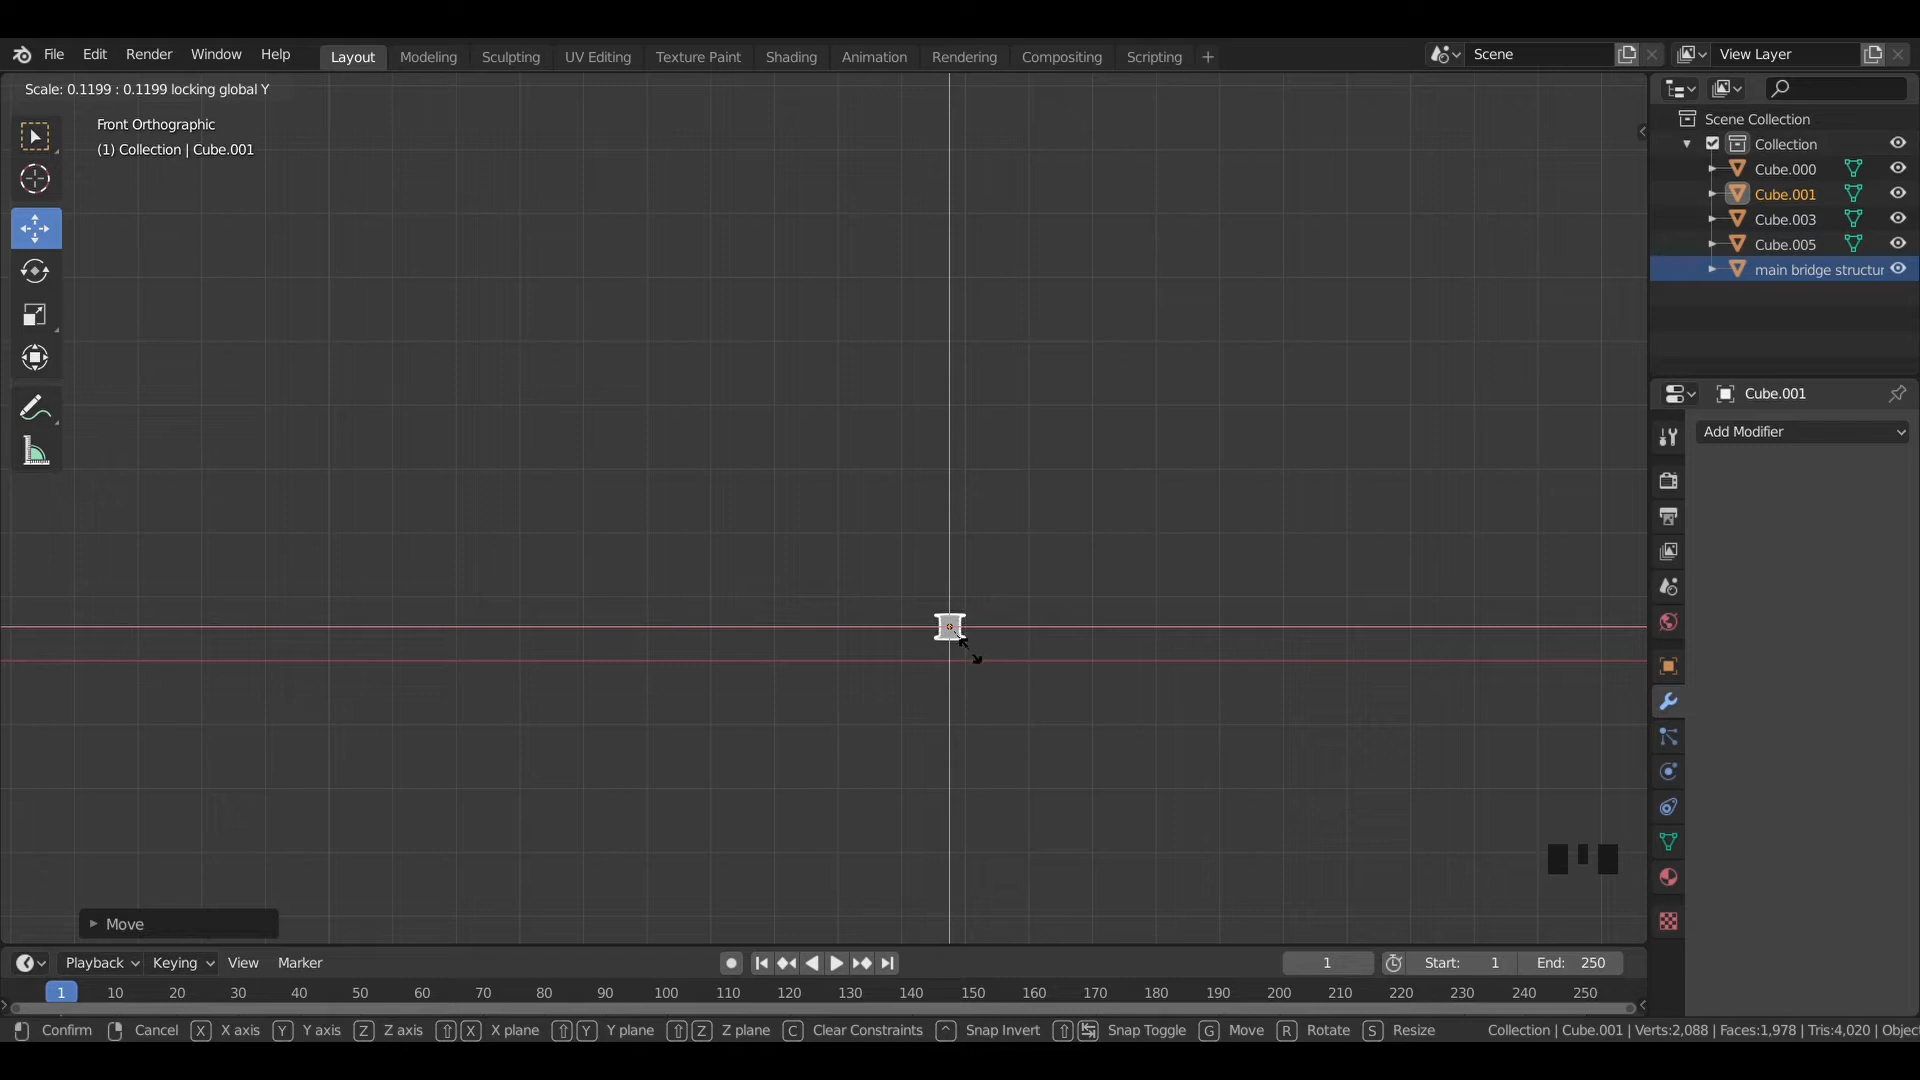 File Edit Render Window Help Layout Modeling Sculpting UV Editing Texture Paint Shading Animation Rendering Compositing Scripting + Scene View Layer
Scale: 0.1199 : 0.1199 locking global Y
Front Orthographic
(1) Collection | Cube.001
Scene Collection
Collection
Cube.000
Cube.001
Cube.003
Cube.005
main bridge structur
Cube.001
Add Modifier
Move
Playback Keying View Marker 1 Start: 1 End: 250
1 10 20 30 40 50 60 70 80 90 100 110 120 130 140 150 160 170 180 190 200 210 220 230 240 250
Confirm Cancel X X axis Y Y axis Z Z axis X X plane Y Y plane Z Z plane C Clear Constraints ^ Snap Invert Snap Toggle G Move R Rotate S Resize Collection | Cube.001 | Verts:2,088 | Faces:1,978 | Tris:4,020 | Objec